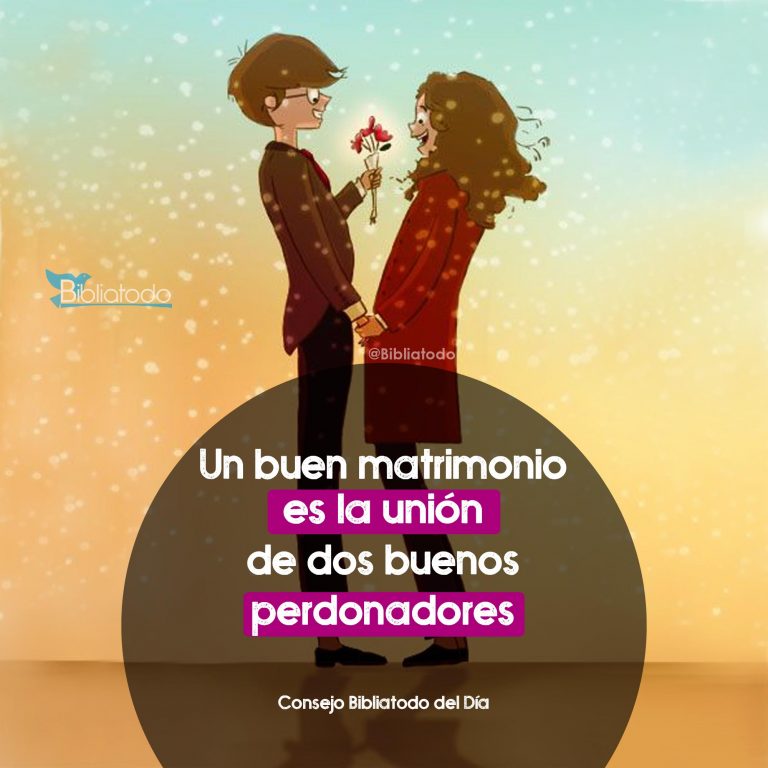 Bibliatodo
@Bibliatodo
Un buen matrimonio
es la unión
de dos buenos
perdonadores
Consejo Bibliatodo del Día